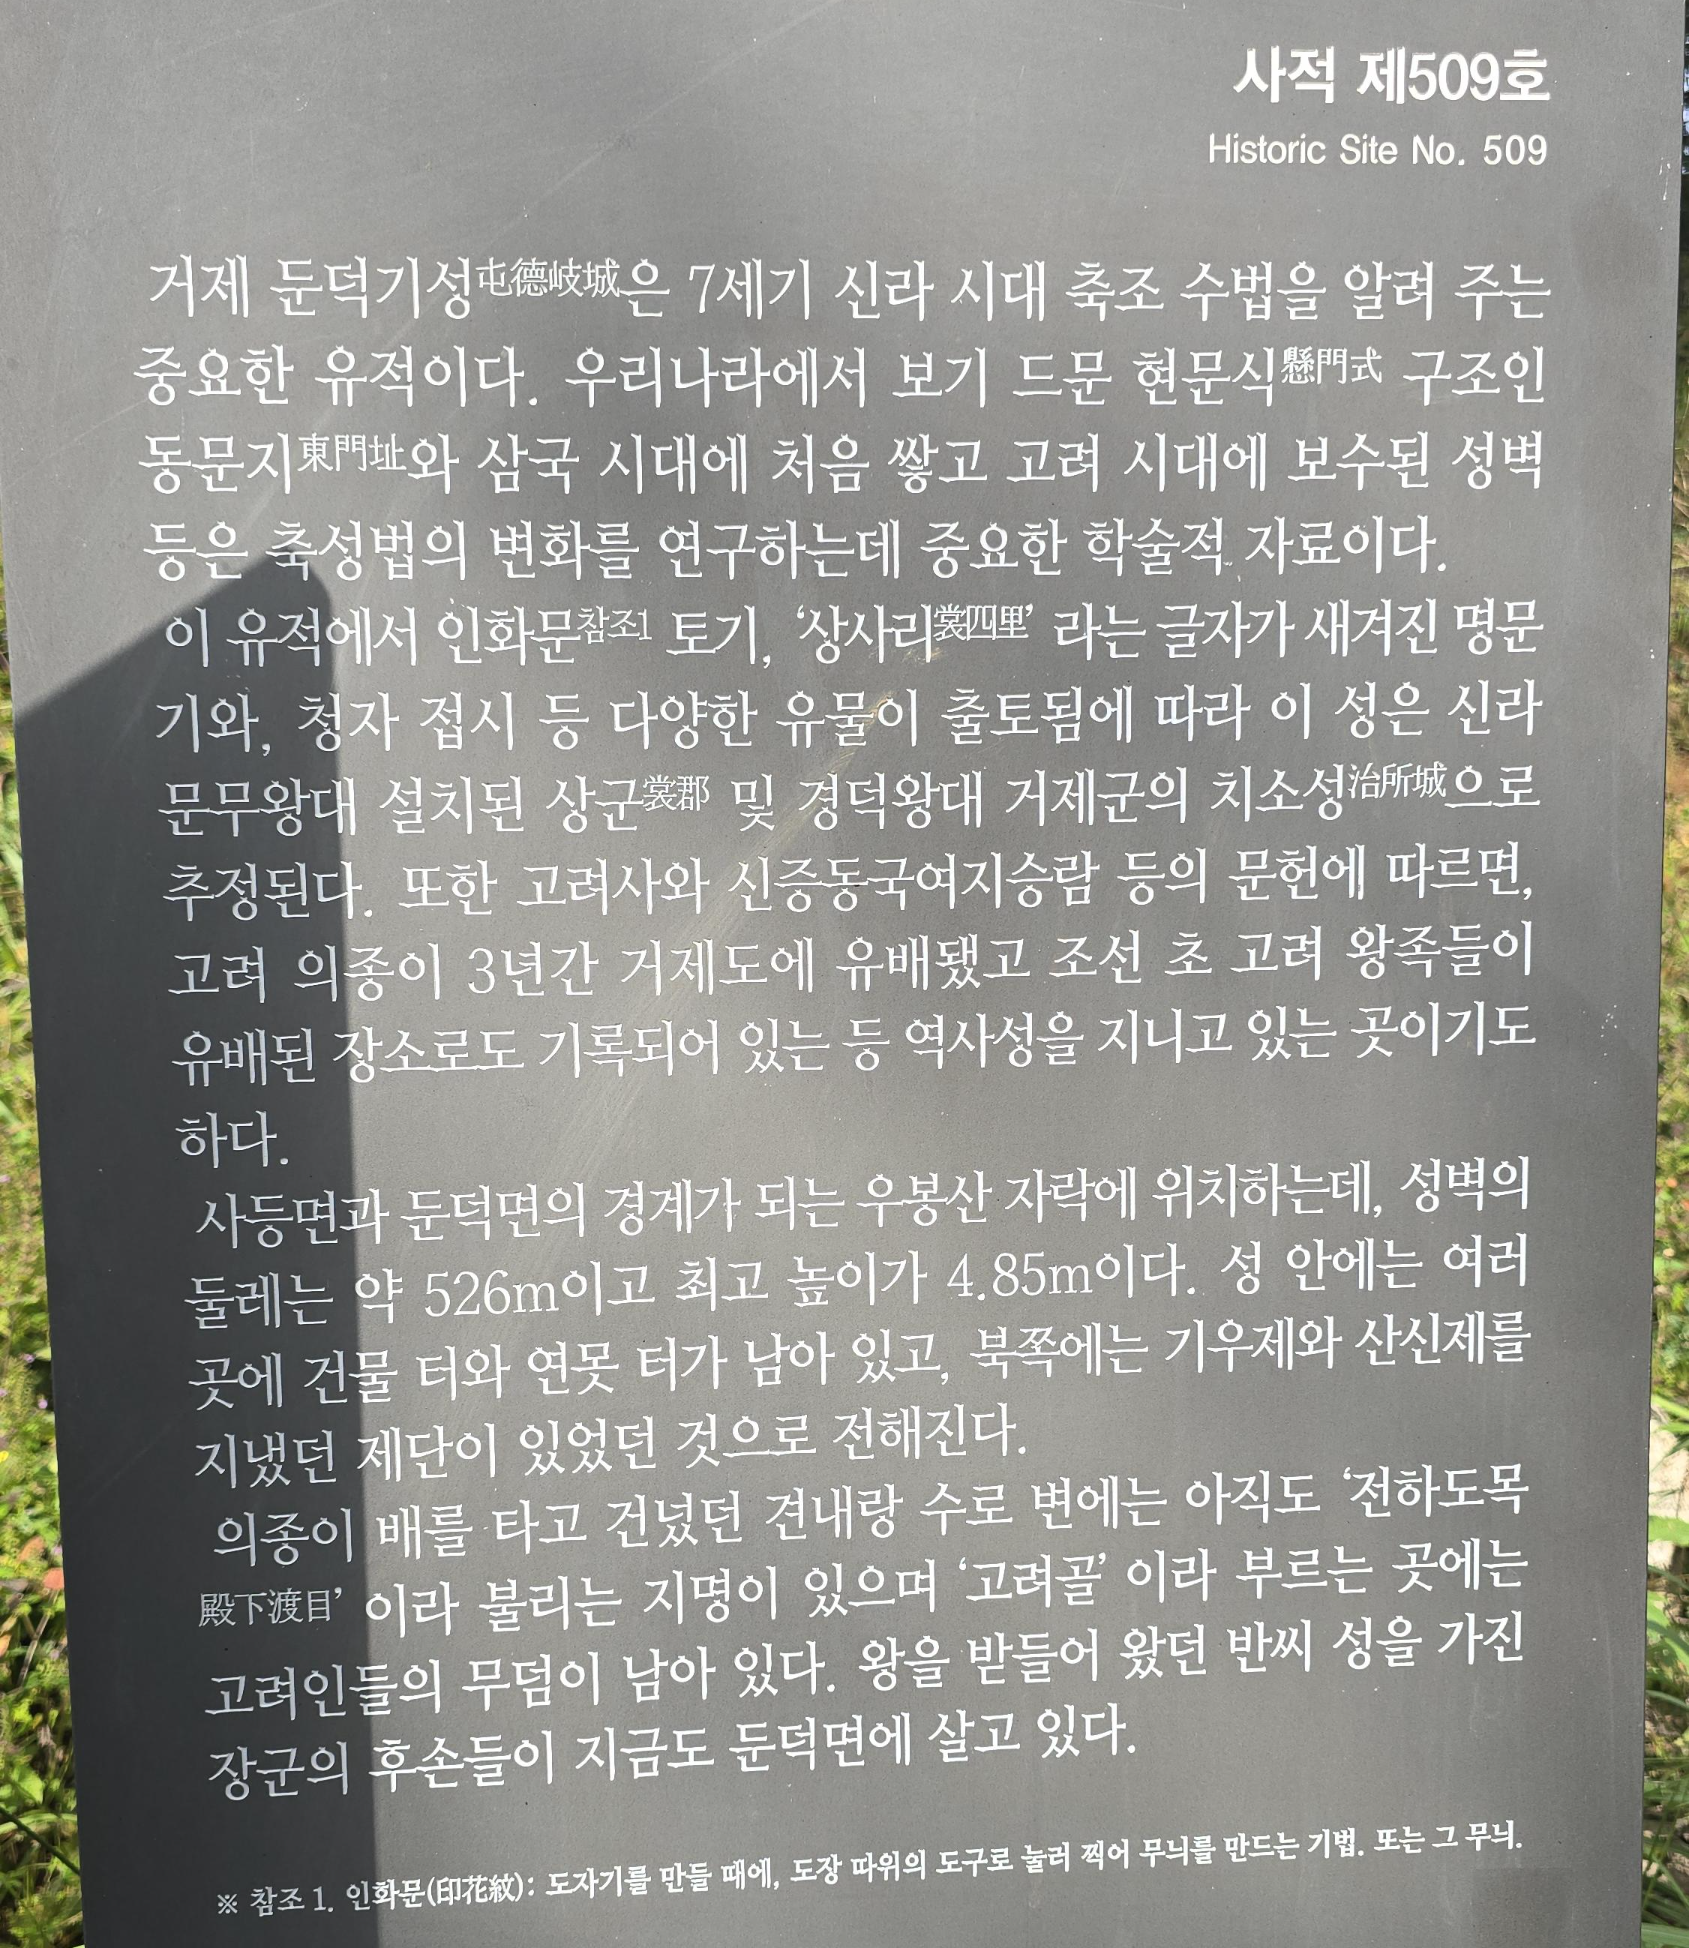 사적 제509호
Historic Site No. 509
거제 둔덕기성屯德岐城은 7세기 신라 시대 축조 수법을 알려 주는
중요한 유적이다. 우리나라에서 보기 드문 현문식懸門式 구조인
동문지東門址와 삼국 시대에 처음 쌓고 고려 시대에 보수된 성벽
등은 축성법의 변화를 연구하는데 중요한 학술적 자료이다.
이 유적에서 인화문참조1 토기, ‘상사리裳四里’ 라는 글자가 새겨진 명문
기와, 청자 접시 등 다양한 유물이 출토됨에 따라 이 성은 신라
문무왕대 설치된 상군裳郡 및 경덕왕대 거제군의 치소성治所城으로
추정된다. 또한 고려사와 신증동국여지승람 등의 문헌에 따르면,
고려 의종이 3년간 거제도에 유배됐고 조선 초 고려 왕족들이
유배된 장소로도 기록되어 있는 등 역사성을 지니고 있는 곳이기도
하다.
사등면과 둔덕면의 경계가 되는 우봉산 자락에 위치하는데, 성벽의
둘레는 약 526m이고 최고 높이가 4.85m이다. 성 안에는 여러
곳에 건물 터와 연못 터가 남아 있고, 북쪽에는 기우제와 산신제를
지냈던 제단이 있었던 것으로 전해진다.
의종이 배를 타고 건넜던 견내량 수로 변에는 아직도 ‘전하도목
殿下渡目’ 이라 불리는 지명이 있으며 ‘고려골’ 이라 부르는 곳에는
고려인들의 무덤이 남아 있다. 왕을 받들어 왔던 반씨 성을 가진
장군의 후손들이 지금도 둔덕면에 살고 있다.
※ 참조 1. 인화문(印花紋): 도자기를 만들 때에, 도장 따위의 도구로 눌러 찍어 무늬를 만드는 기법. 또는 그 무늬.